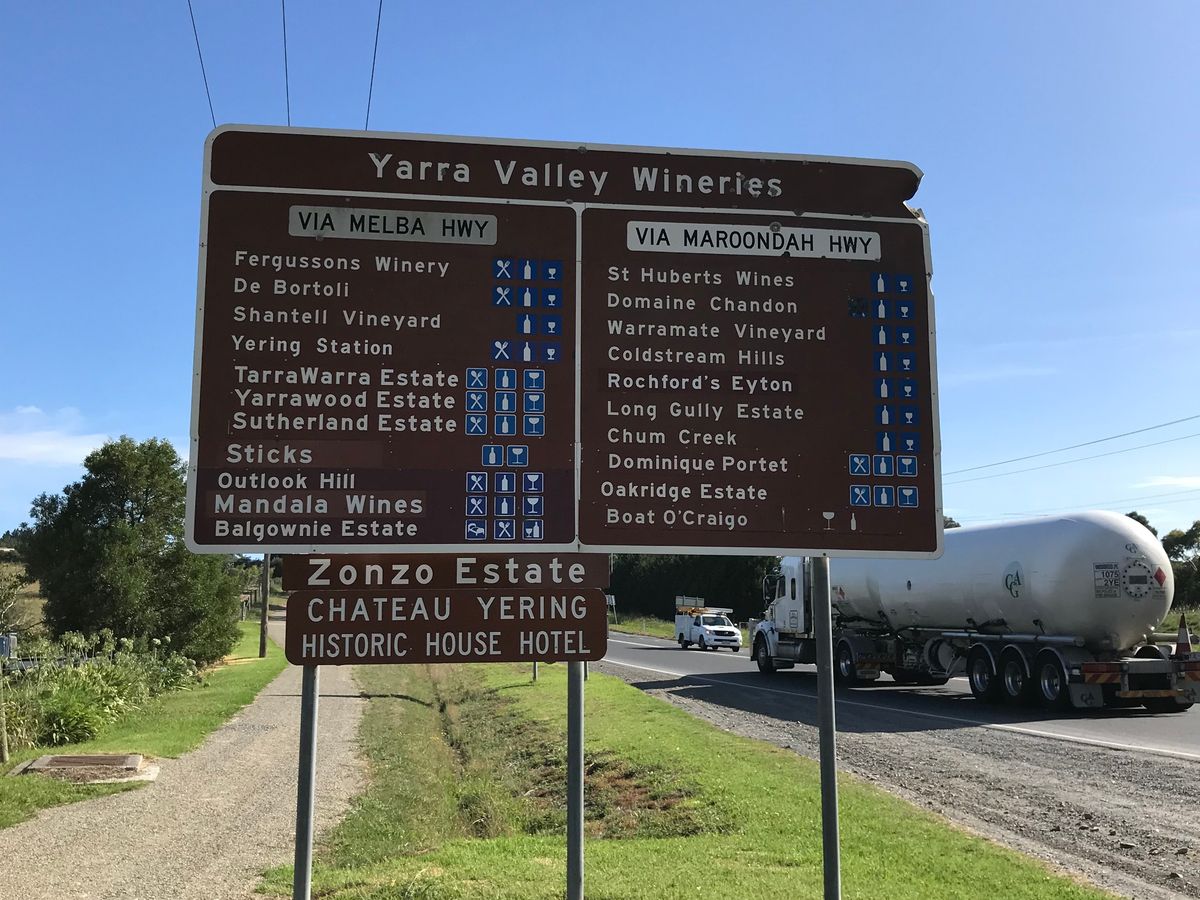 Yarra Valley Wineries
VIA MELBA HWY
Fergussons Winery
De Bortoli
Shantell Vineyard
Yering Station
TarraWarra Estate
Yarrawood Estate
Sutherland Estate
Sticks
Outlook Hill
Mandala Wines
Balgownie Estate
VIA MAROONDAH HWY
St Huberts Wines
Domaine Chandon
Warramate Vineyard
Coldstream Hills
Rochford's Eyton
Long Gully Estate
Chum Creek
Dominique Portet
Oakridge Estate
Boat O'Craigo
Zonzo Estate
CHATEAU YERING
HISTORIC HOUSE HOTEL
1075
2YE